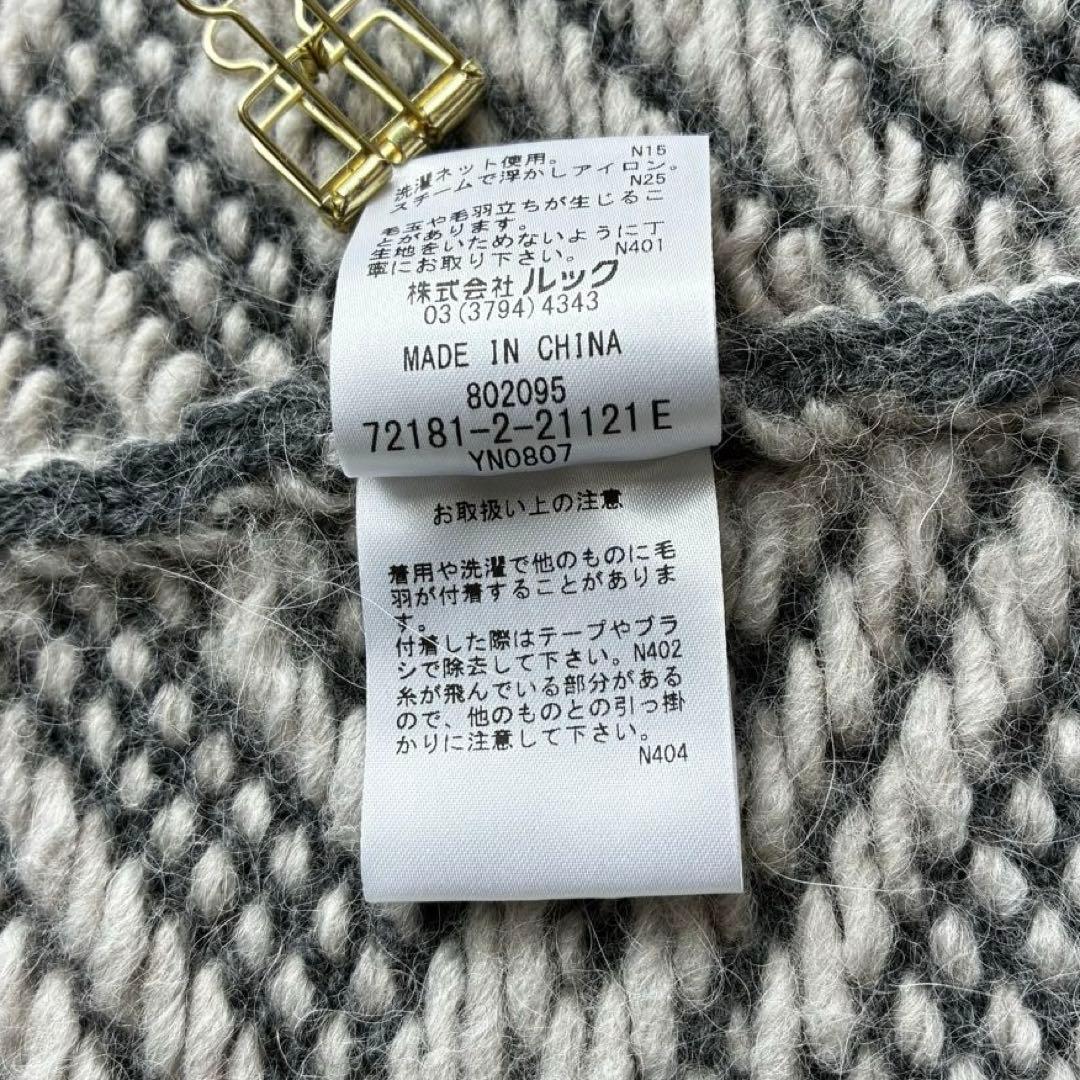 洗濯ネット使用。 N15
スチームで浮かしアイロン。
N25
毛玉や毛羽立ちが生じるこ
とがあります。
生地をいためないように丁
寧にお取り下さい。 N401
株式会社 ルック
03(3794)4343
MADE IN CHINA
802095
72181-2-21121E
YN0807
お取扱い上の注意
着用や洗濯で他のものに毛
羽が付着することがありま
す。
付着した際はテープやブラ
シで除去して下さい。N402
糸が飛んでいる部分がある
ので、他のものとの引っ掛
かりに注意して下さい。
N404